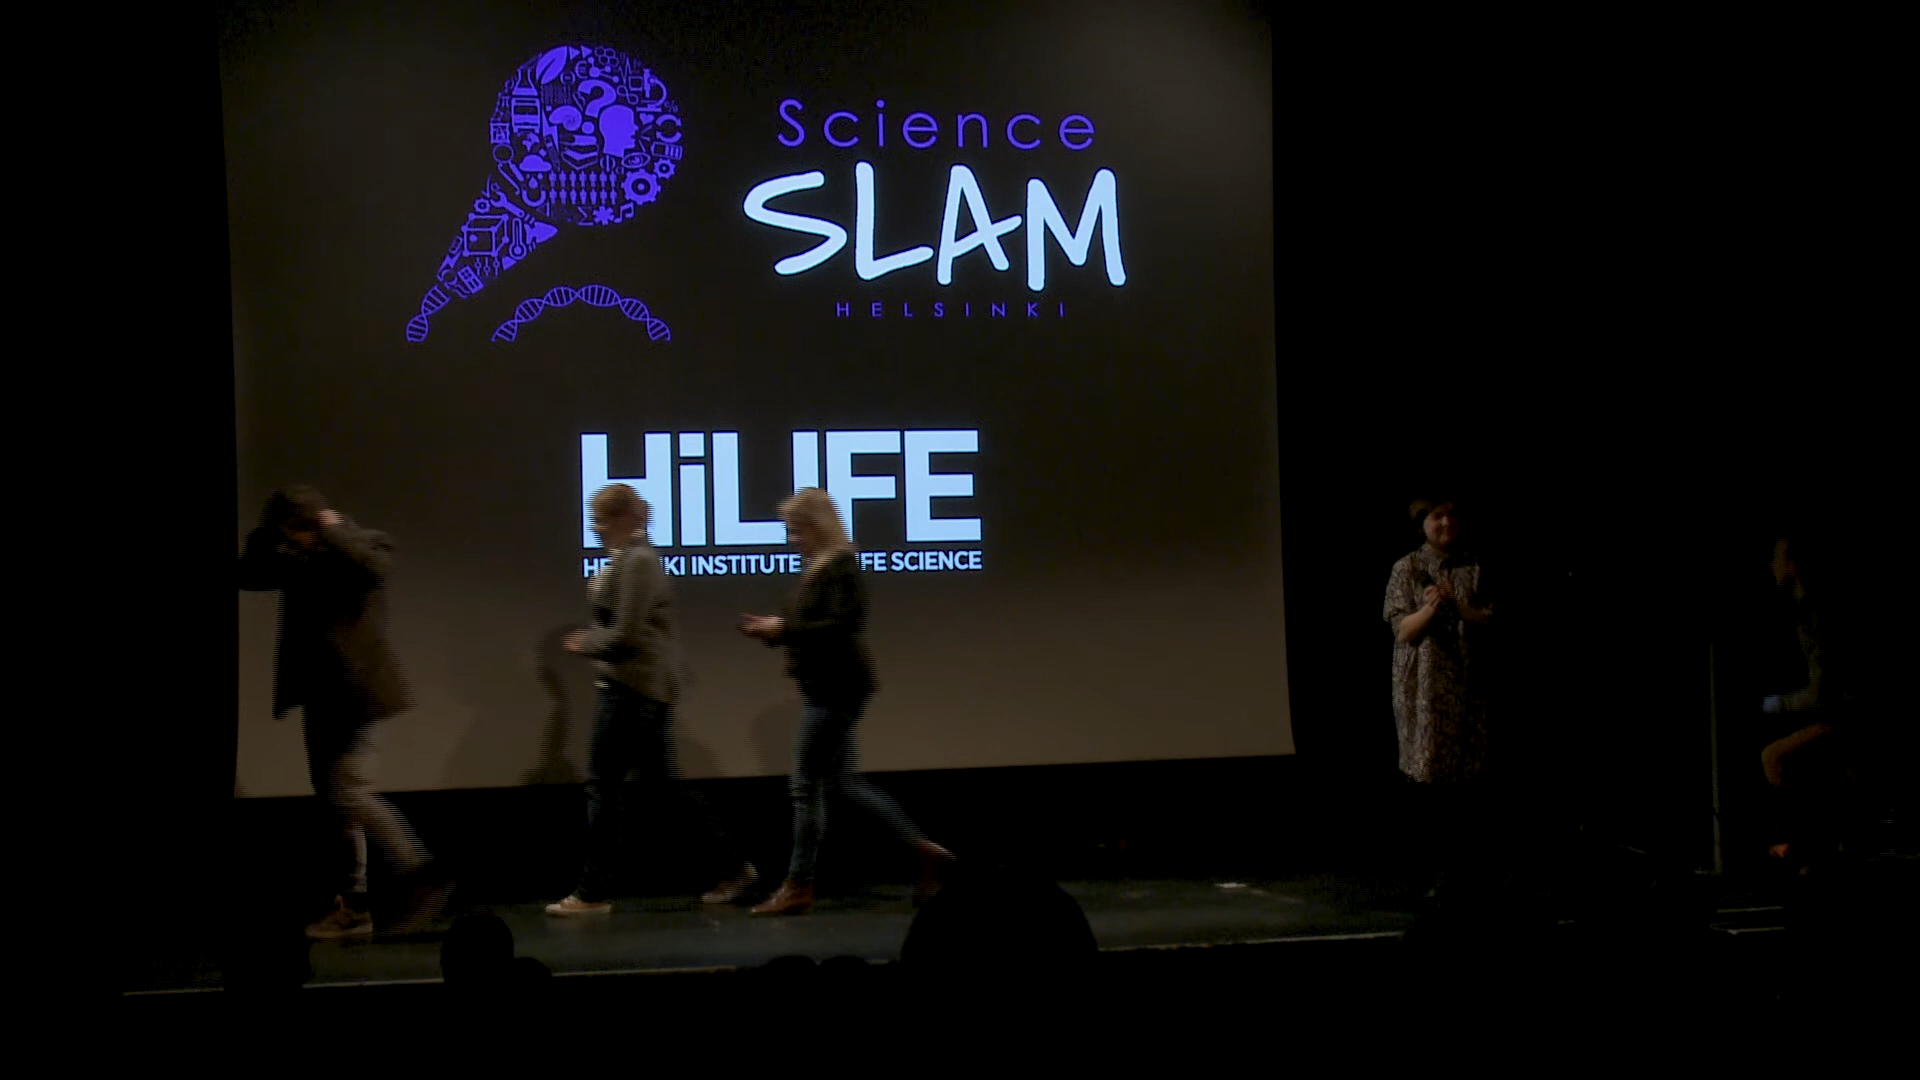 Science
SLAM
HELSINKI
HiLIFE
INSTITUTE SCIENCE